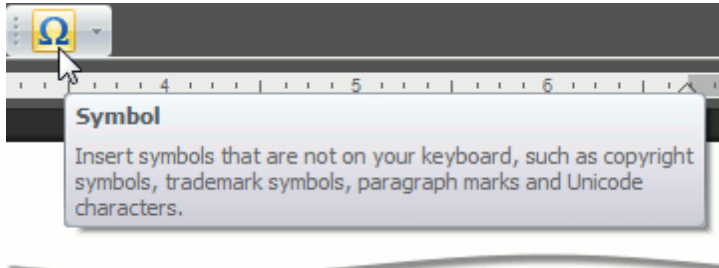 Ω
4 5 6
Symbol
Insert symbols that are not on your keyboard, such as copyright
symbols, trademark symbols, paragraph marks and Unicode
characters.